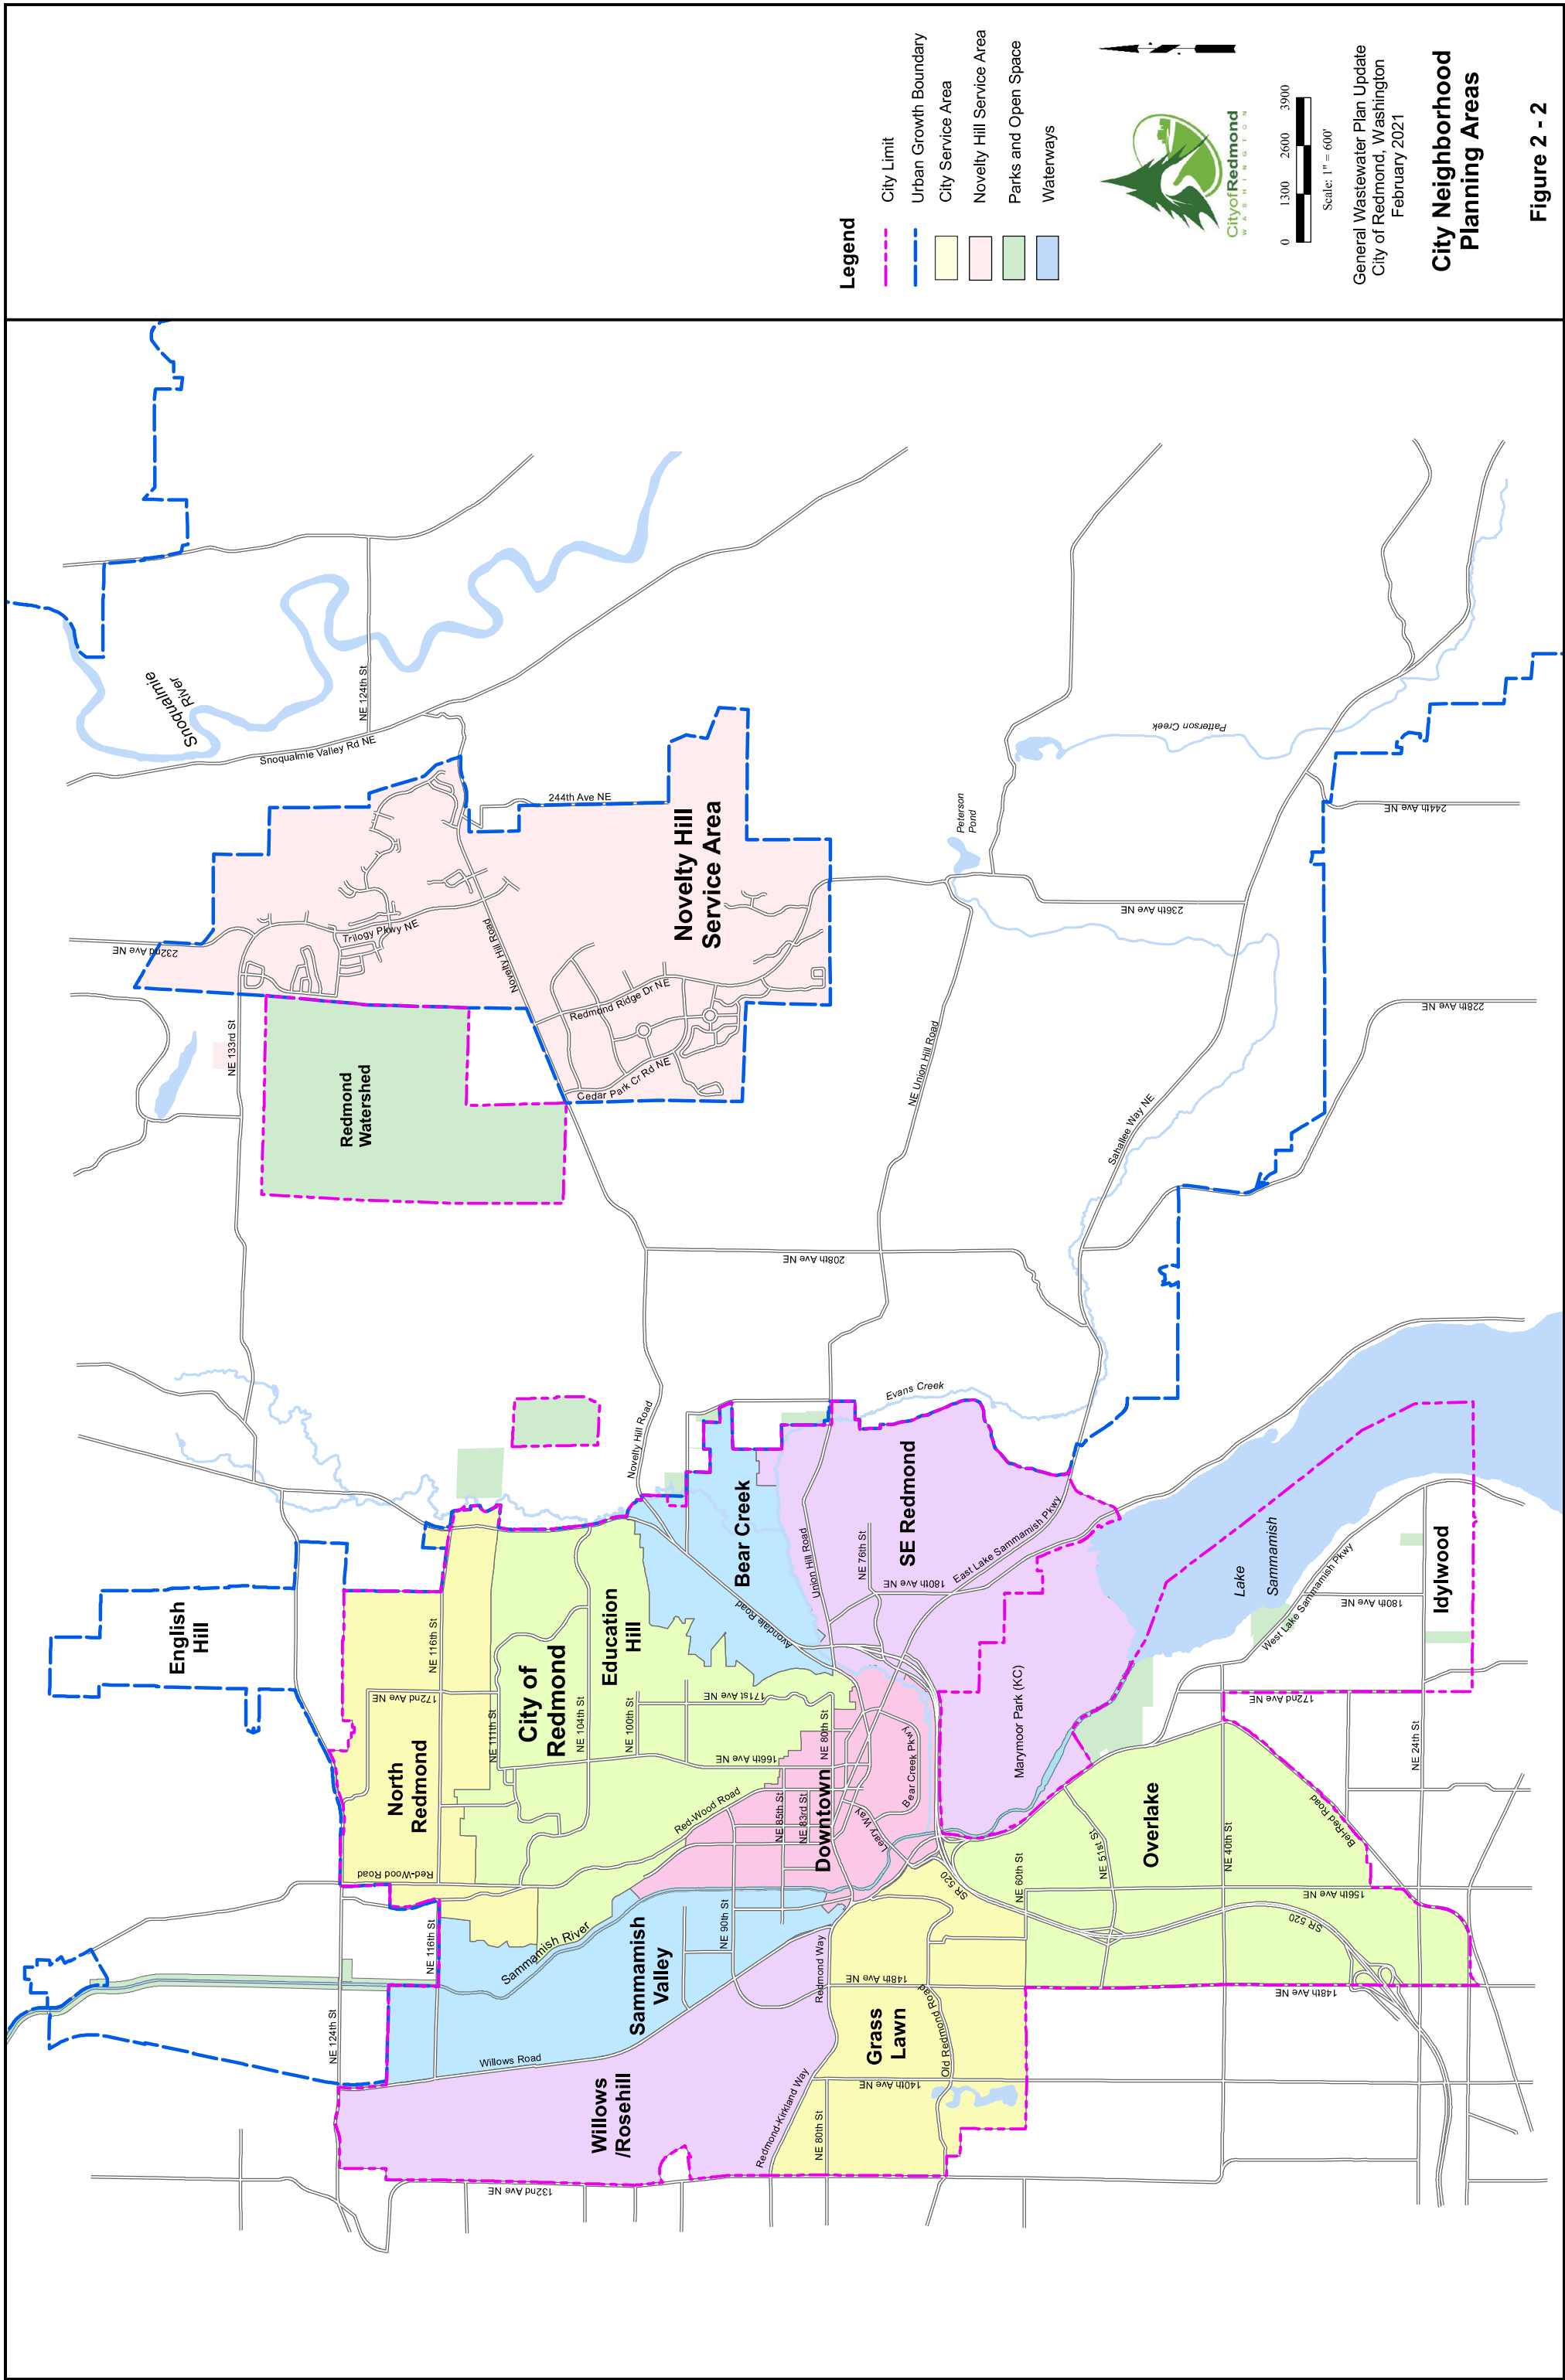 English
Hill
North
Redmond
City of
Redmond
Education
Hill
Bear Creek
SE Redmond
Downtown
Sammamish
Valley
Willows
/Rosehill
Grass
Lawn
Overlake
Idylwood
Novelty Hill
Service Area
Redmond
Watershed
Marymoor Park (KC)
Lake
Sammamish
Sammamish River
Snoqualmie
River
Evans Creek
Patterson Creek
Peterson
Pond
NE 124th St
Snoqualmie Valley Rd NE
244th Ave NE
232nd Ave NE
Trilogy Pkwy NE
Novelty Hill Road
NE 133rd St
Redmond Ridge Dr NE
Cedar Park Cr Rd NE
NE Union Hill Road
236th Ave NE
244th Ave NE
228th Ave NE
Sahallee Way NE
208th Ave NE
Novelty Hill Road
Union Hill Road
NE 76th St
180th Ave NE
East Lake Sammamish Pkwy
Avondale Road
NE 116th St
172nd Ave NE
NE 111th St
NE 104th St
NE 100th St
171st Ave NE
166th Ave NE
NE 80th St
NE 85th St
NE 83rd St
Bear Creek Pkwy
Leary Way
Red-Wood Road
Red-Wood Road
NE 116th St
NE 124th St
NE 90th St
Willows Road
Redmond Way
148th Ave NE
Old Redmond Road
140th Ave NE
Redmond-Kirkland Way
NE 80th St
132nd Ave NE
SR 520
NE 60th St
NE 51st St
NE 40th St
156th Ave NE
SR 520
148th Ave NE
Bel-Red Road
NE 24th St
172nd Ave NE
180th Ave NE
West Lake Sammamish Pkwy
Legend
City Limit
Urban Growth Boundary
City Service Area
Novelty Hill Service Area
Parks and Open Space
Waterways
CityofRedmond
WASHINGTON
0 1300 2600 3900
Scale: 1" = 600'
General Wastewater Plan Update
City of Redmond, Washington
February 2021
City Neighborhood
Planning Areas
Figure 2 - 2